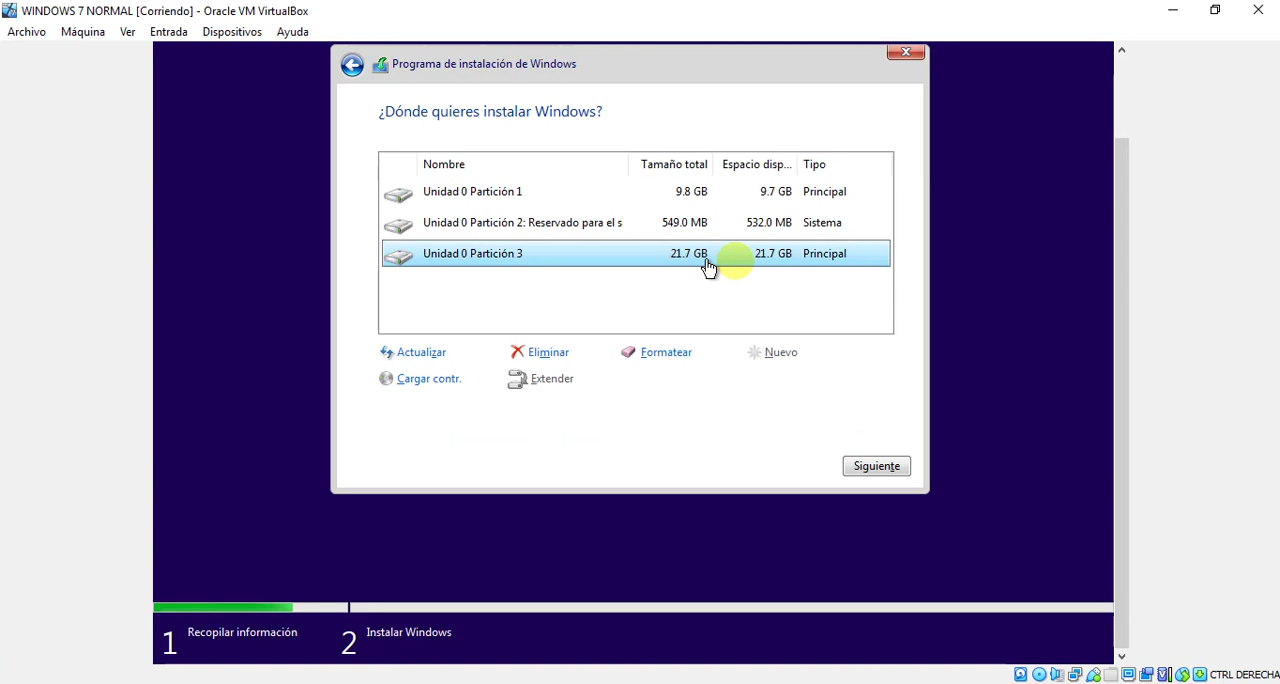 WINDOWS 7 NORMAL [Corriendo] - Oracle VM VirtualBox
Archivo Máquina Ver Entrada Dispositivos Ayuda
Programa de instalación de Windows
¿Dónde quieres instalar Windows?
Nombre Tamaño total Espacio disp... Tipo
Unidad 0 Partición 1 9.8 GB 9.7 GB Principal
Unidad 0 Partición 2: Reservado para el s 549.0 MB 532.0 MB Sistema
Unidad 0 Partición 3 21.7 GB 21.7 GB Principal
Actualizar Eliminar Formatear Nuevo
Cargar contr. Extender
Siguiente
1 Recopilar información 2 Instalar Windows
CTRL DERECHA